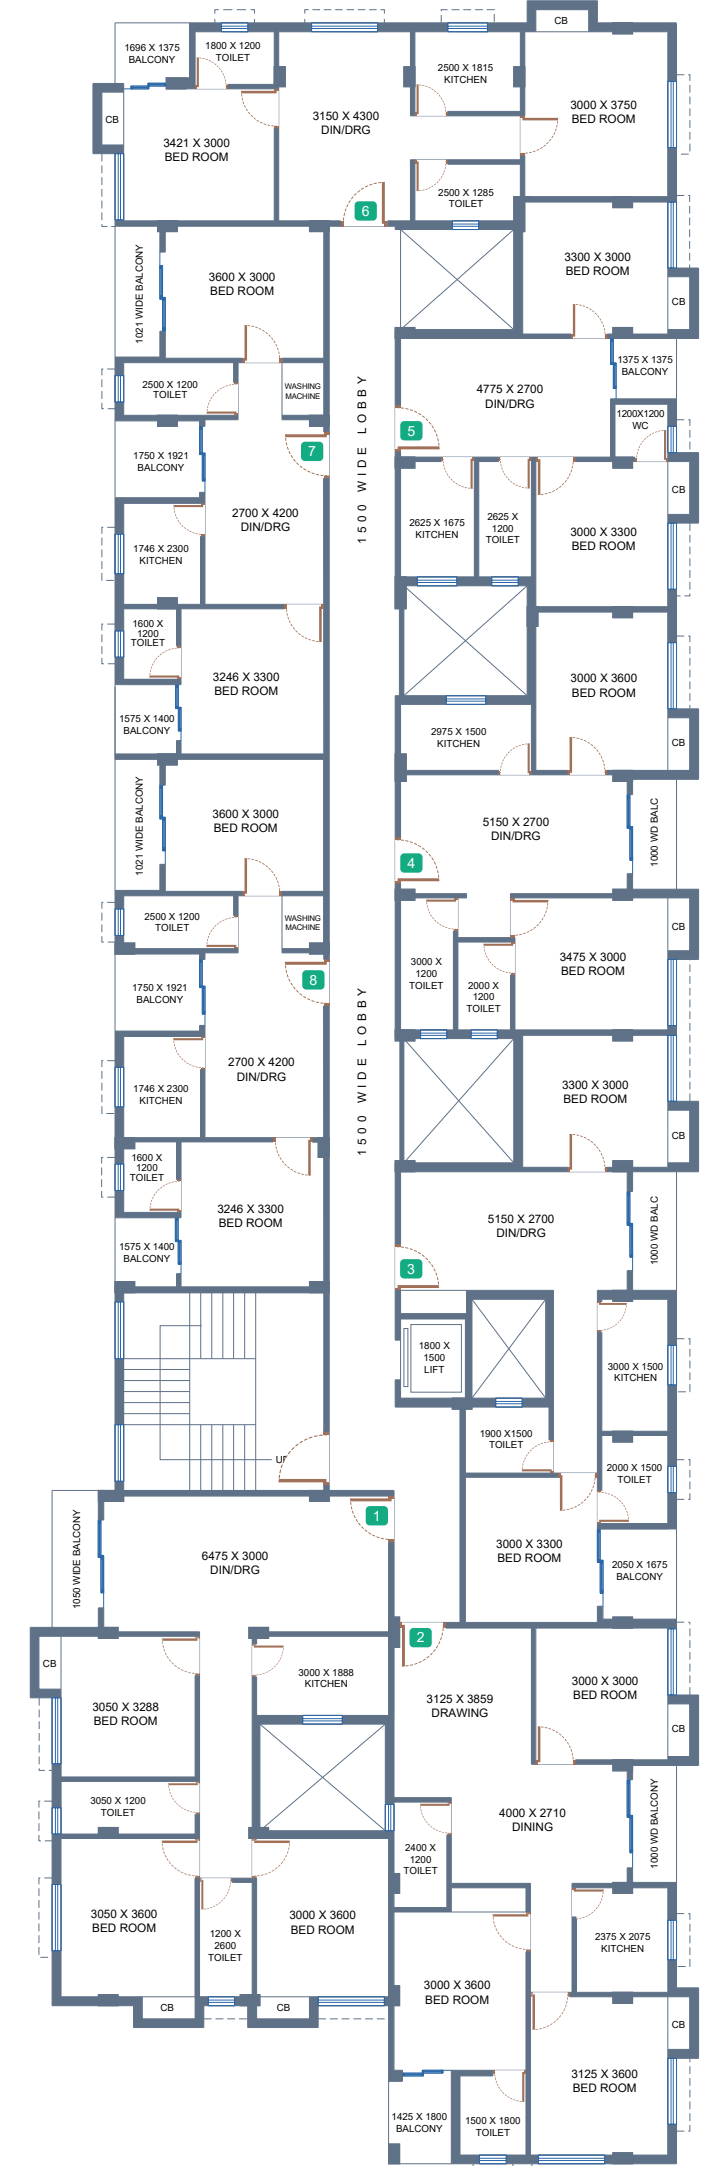 CB
1696 X 1375
BALCONY
1800 X 1200
TOILET
2500 X 1815
KITCHEN
3000 X 3750
BED ROOM
3150 X 4300
DIN/DRG
CB
3421 X 3000
BED ROOM
2500 X 1285
TOILET
6
1021 WIDE BALCONY
3600 X 3000
BED ROOM
3300 X 3000
BED ROOM
CB
1375 X 1375
BALCONY
2500 X 1200
TOILET
WASHING
MACHINE
1500 WIDE LOBBY
4775 X 2700
DIN/DRG
1200X1200
WC
5
7
1750 X 1921
BALCONY
CB
2700 X 4200
DIN/DRG
2625 X 1675
KITCHEN
2625 X
1200
TOILET
3000 X 3300
BED ROOM
1746 X 2300
KITCHEN
1600 X
1200
TOILET
3246 X 3300
BED ROOM
3000 X 3600
BED ROOM
1575 X 1400
BALCONY
2975 X 1500
KITCHEN
CB
1021 WIDE BALCONY
3600 X 3000
BED ROOM
5150 X 2700
DIN/DRG
1000 WD BALC
4
2500 X 1200
TOILET
WASHING
MACHINE
CB
3000 X
1200
TOILET
3475 X 3000
BED ROOM
8
1750 X 1921
BALCONY
2000 X
1200
TOILET
1500 WIDE LOBBY
2700 X 4200
DIN/DRG
1746 X 2300
KITCHEN
3300 X 3000
BED ROOM
CB
1600 X
1200
TOILET
3246 X 3300
BED ROOM
5150 X 2700
DIN/DRG
1000 WD BALC
1575 X 1400
BALCONY
3
1800 X
1500
LIFT
3000 X 1500
KITCHEN
1900 X1500
TOILET
2000 X 1500
TOILET
1
1050 WIDE BALCONY
6475 X 3000
DIN/DRG
3000 X 3300
BED ROOM
2050 X 1675
BALCONY
2
CB
3000 X 1888
KITCHEN
3050 X 3288
BED ROOM
3125 X 3859
DRAWING
3000 X 3000
BED ROOM
CB
3050 X 1200
TOILET
4000 X 2710
DINING
1000 WD BALCONY
2400 X
1200
TOILET
3050 X 3600
BED ROOM
3000 X 3600
BED ROOM
1200 X
2600
TOILET
2375 X 2075
KITCHEN
3000 X 3600
BED ROOM
CB
CB
CB
3125 X 3600
BED ROOM
1425 X 1800
BALCONY
1500 X 1800
TOILET